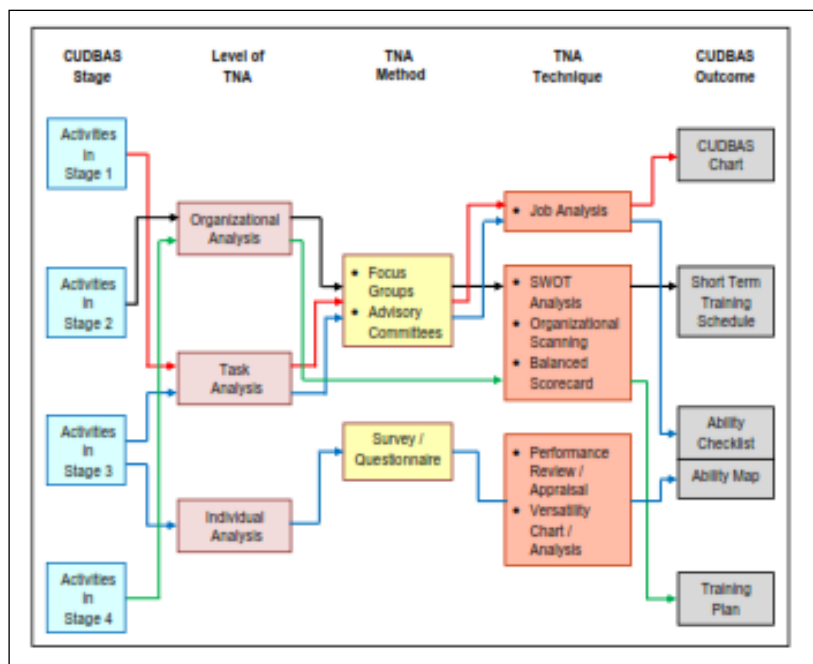 CUDBAS
Stage
Level of
TNA
TNA
Method
TNA
Technique
CUDBAS
Outcome
Activities
In
Stage 1
Activities
In
Stage 2
Activities
In
Stage 3
Activities
In
Stage 4
Organizational
Analysis
Task
Analysis
Individual
Analysis
• Focus
Groups
• Advisory
Committees
Survey /
Questionnaire
• Job Analysis
• SWOT
Analysis
• Organizational
Scanning
• Balanced
Scorecard
• Performance
Review /
Appraisal
• Versatility
Chart /
Analysis
CUDBAS
Chart
Short Term
Training
Schedule
Ability
Checklist
Ability Map
Training
Plan